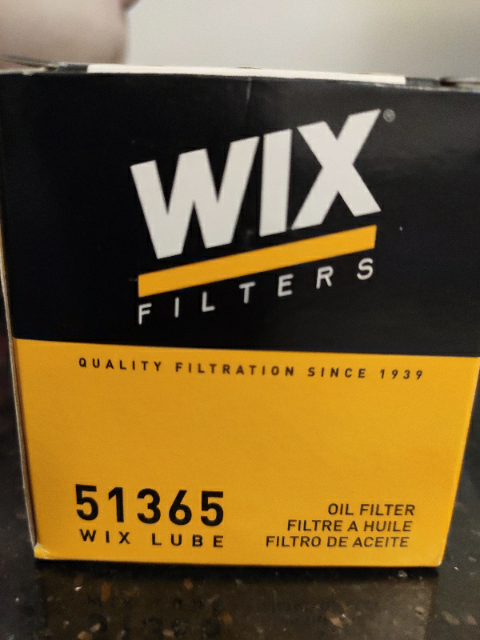 WIX®
FILTERS
QUALITY FILTRATION SINCE 1939
51365
WIX LUBE
OIL FILTER
FILTRE A HUILE
FILTRO DE ACEITE